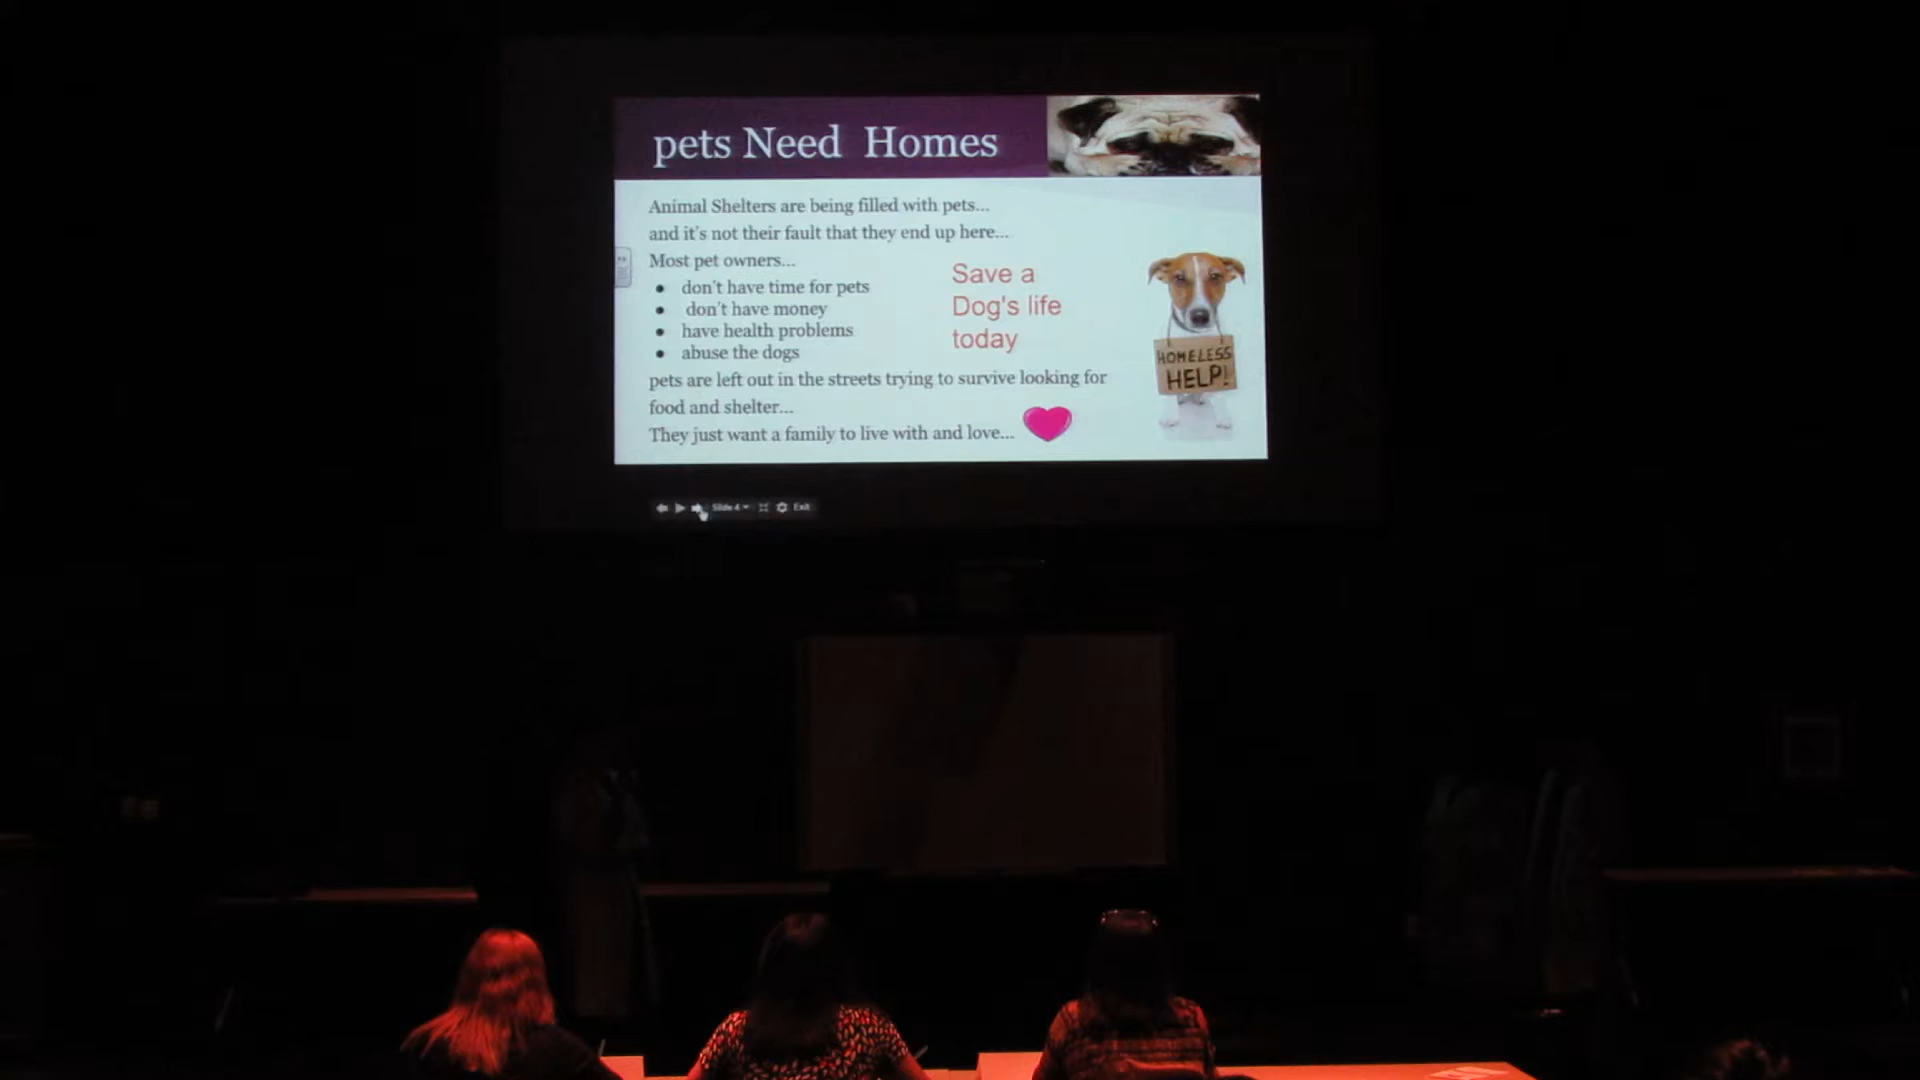 pets Need Homes
Animal Shelters are being filled with pets...
and it's not their fault that they end up here...
Most pet owners...
• don't have time for pets
• don't have money
• have health problems
• abuse the dogs
Save a
Dog's life
today
HOMELESS
HELP!
pets are left out in the streets trying to survive looking for
food and shelter...
They just want a family to live with and love...
Slide 4
Exit